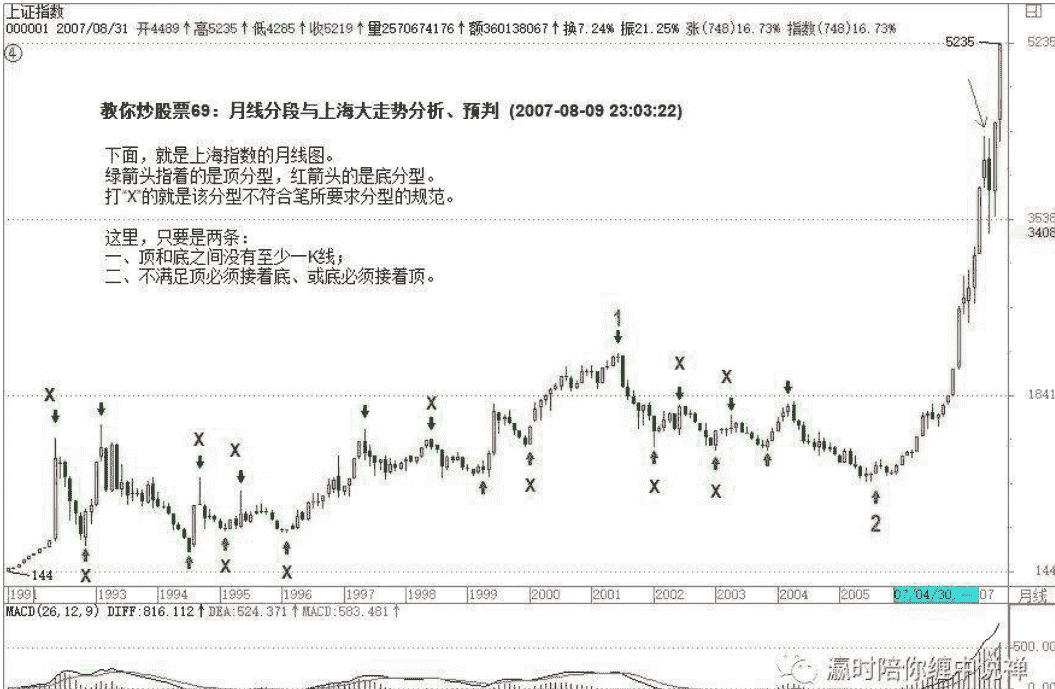 上证指数
000001 2007/08/31 开4489↑高5235↑低4285↑收5219↑量2570674176↑额360138067↑换7.24% 振21.25% 涨(748)16.73% 指数(748)16.73%
日
④
5235
5235
教你炒股票69：月线分段与上海大走势分析、预判 (2007-08-09 23:03:22)
下面，就是上海指数的月线图。
绿箭头指着的是顶分型，红箭头的是底分型。
打"X"的就是该分型不符合笔所要求分型的规范。
3538
3408
这里，只要是两条：
一、顶和底之间没有至少一K线；
二、不满足顶必须接着底、或底必须接着顶。
1
X X
X X 1841
X X
X X X
2
144 X X X 144
1991 1993 1994 1995 1996 1997 1998 1999 2000 2001 2002 2003 2004 2005 07/04/30,一 07 月线
MACD(26,12,9) DIFF:816.112↑DEA:524.371↑MACD:583.481↑
500.00
0.00
瀛时陪你缠中说禅